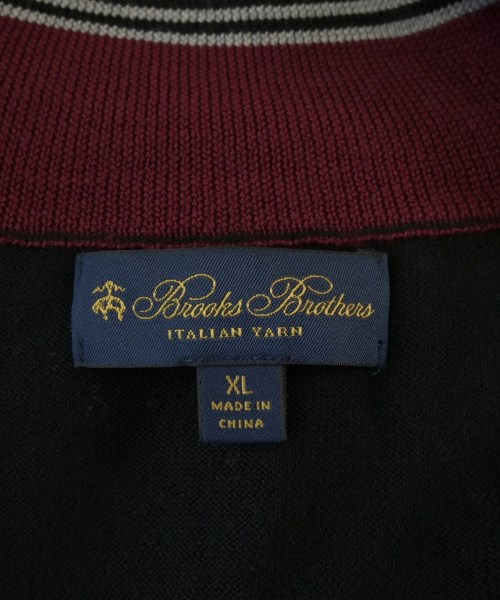 Brooks Brothers
ITALIAN YARN
XL
MADE IN
CHINA